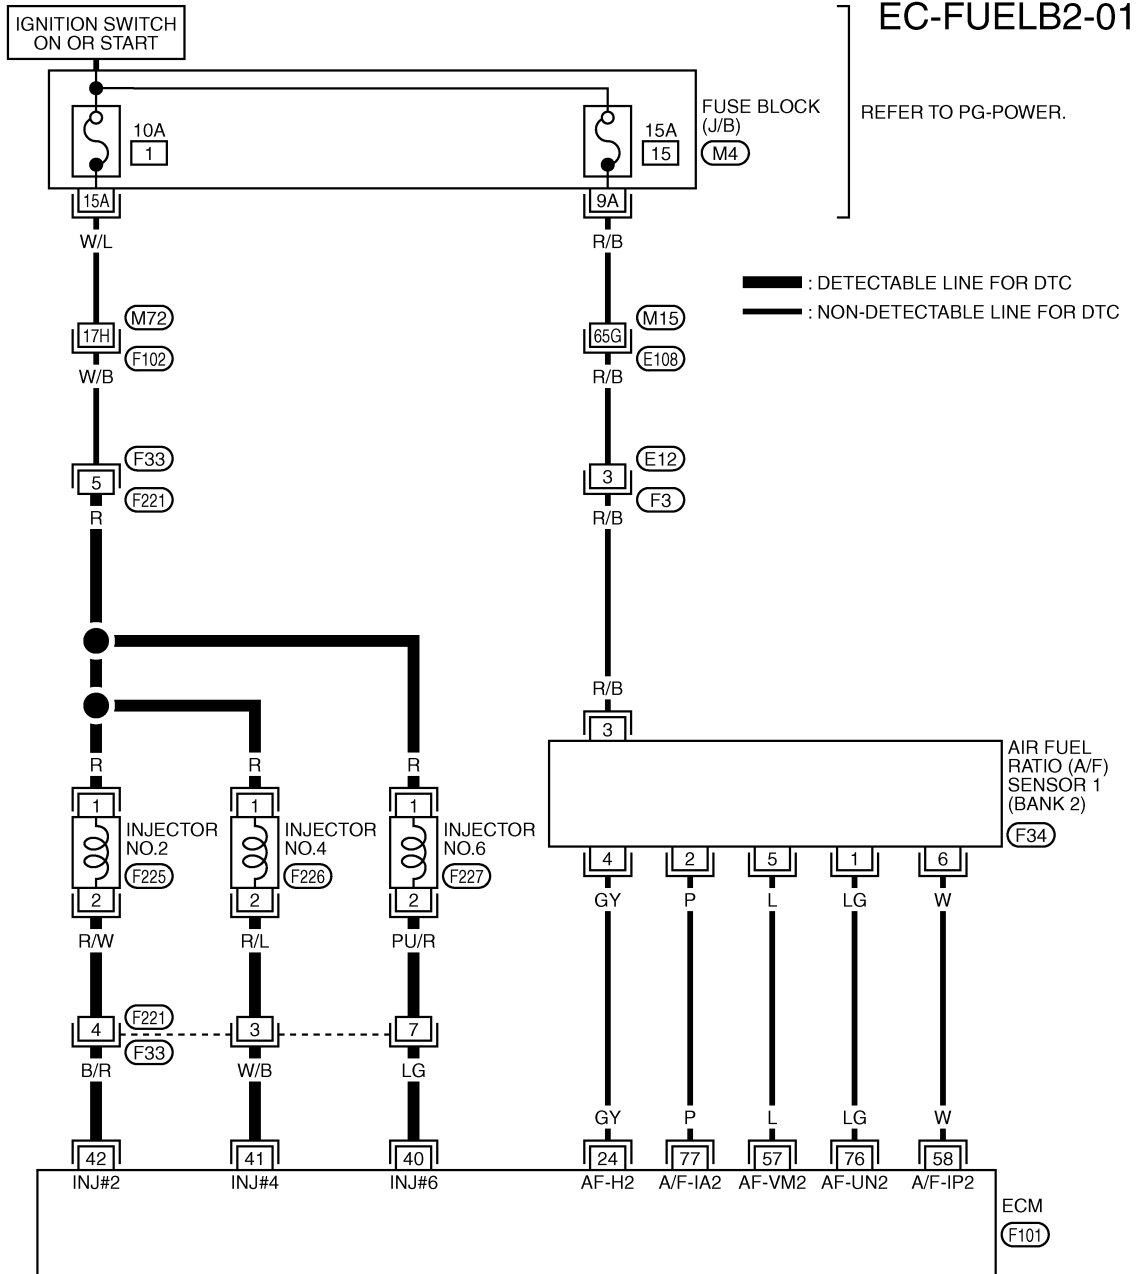 EC-FUELB2-01
IGNITION SWITCH
ON OR START
FUSE BLOCK
(J/B)
M4
REFER TO PG-POWER.
10A
1
15A
15
15A
9A
W/L
R/B
: DETECTABLE LINE FOR DTC
: NON-DETECTABLE LINE FOR DTC
M72
17H
F102
M15
65G
E108
W/B
R/B
F33
5
F221
E12
3
F3
R
R/B
R/B
3
AIR FUEL
RATIO (A/F)
SENSOR 1
(BANK 2)
F34
R
R
R
1
1
1
INJECTOR
NO.2
F225
INJECTOR
NO.4
F226
INJECTOR
NO.6
F227
2
2
2
4
2
5
1
6
GY
P
L
LG
W
R/W
R/L
PU/R
F221
4
3
7
F33
B/R
W/B
LG
GY
P
L
LG
W
42
41
40
24
77
57
76
58
INJ#2
INJ#4
INJ#6
AF-H2
A/F-IA2
AF-VM2
AF-UN2
A/F-IP2
ECM
F101